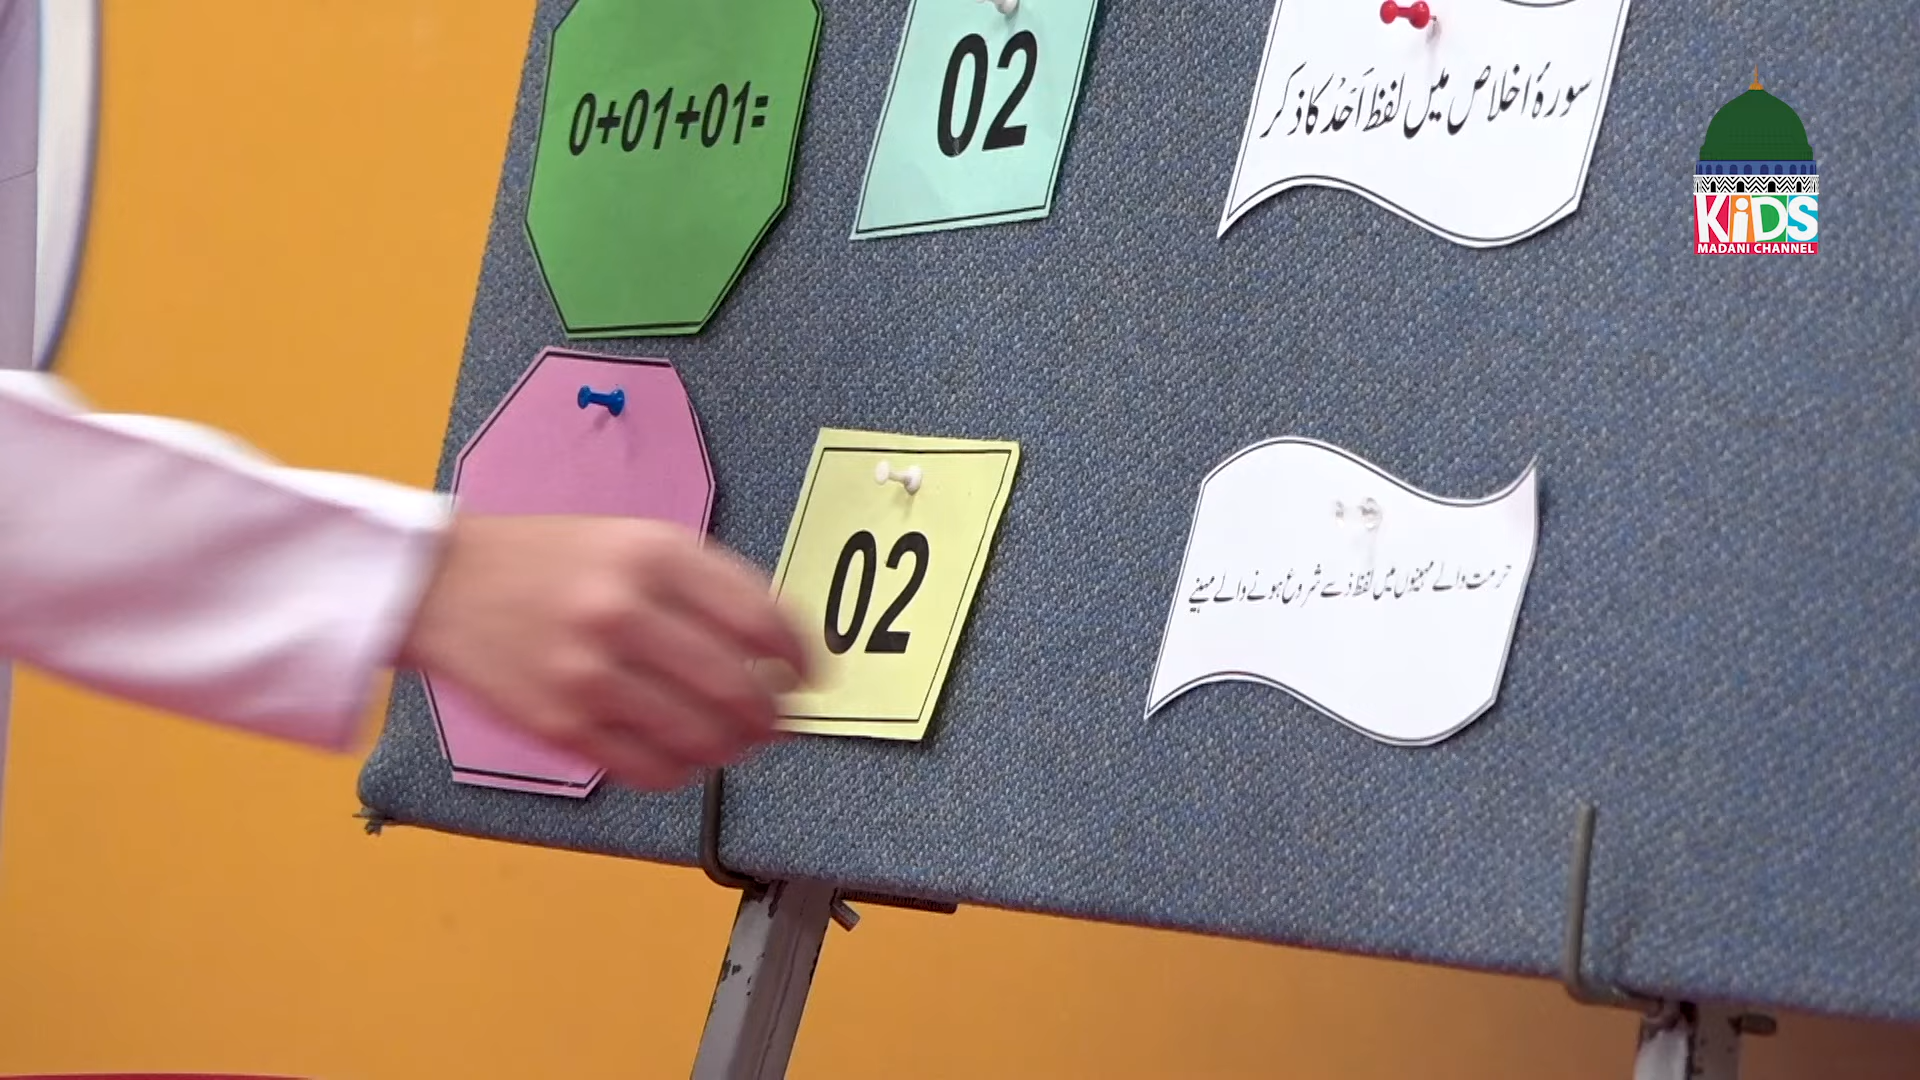 0+01+01=
02
سورۂ اخلاص میں لفظ اَحَدٌ کا ذکر
02
حرمت والے مہینوں میں لفظ ذ سے شروع ہونے والے مہینے
KiDS
MADANI CHANNEL